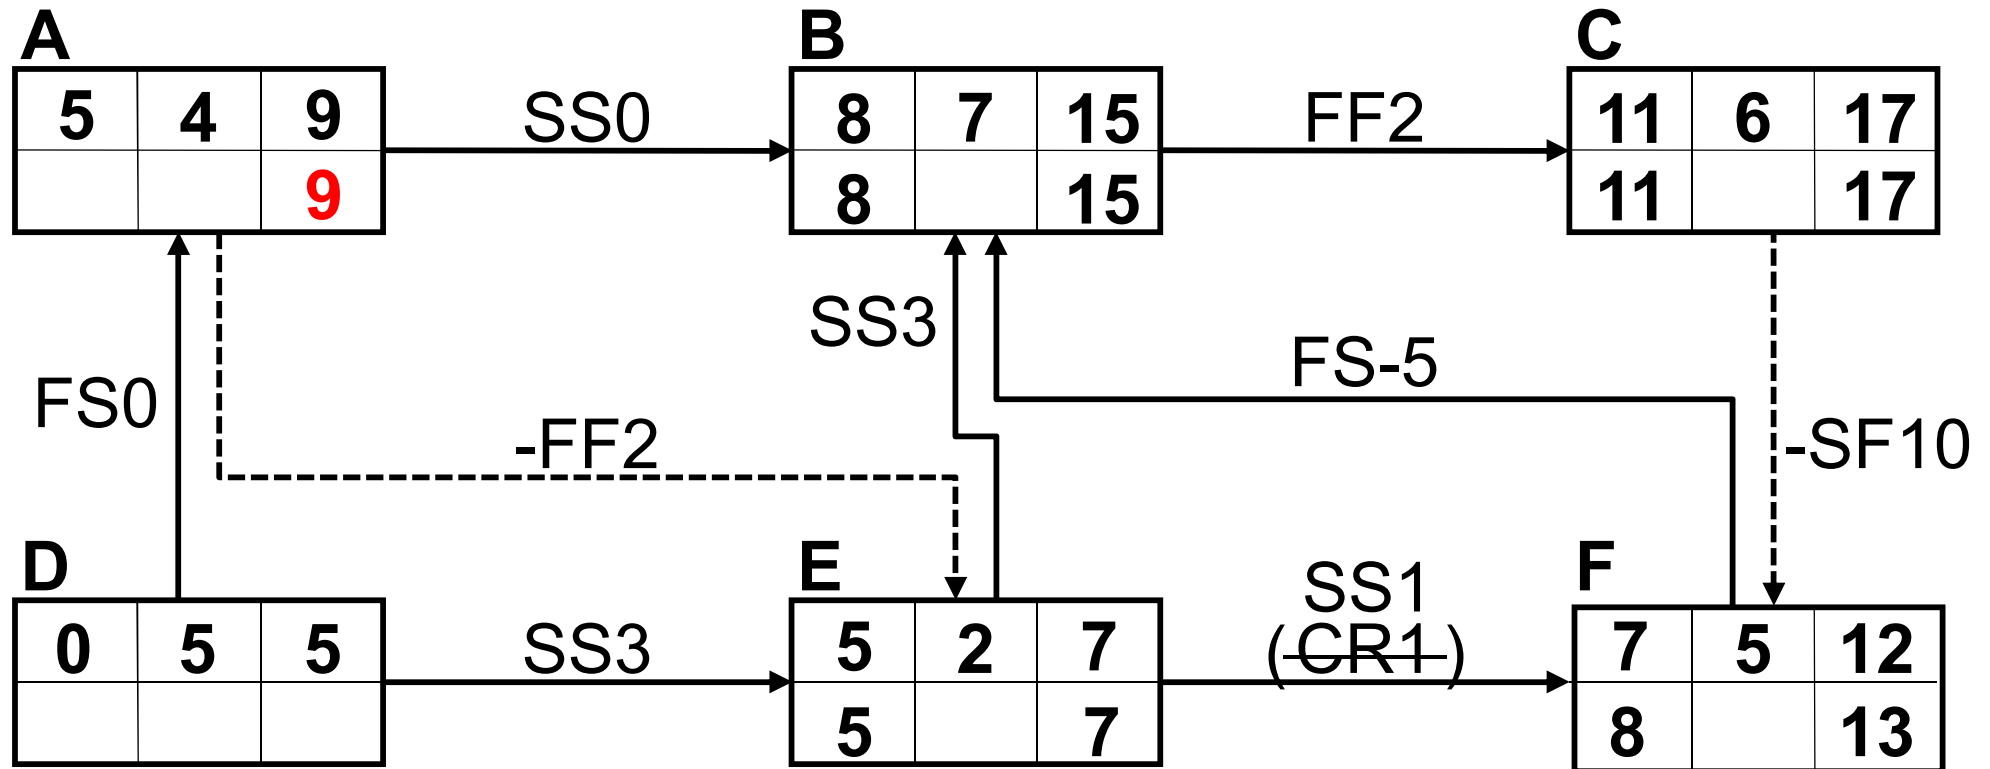 A B C
5 4 9 SS0 8 7 15 FF2 11 6 17
9 8 15 11 17
SS3
FS-5
FS0
-FF2 -SF10
D E SS1 F
0 5 5 SS3 5 2 7 (CR1) 7 5 12
5 7 8 13